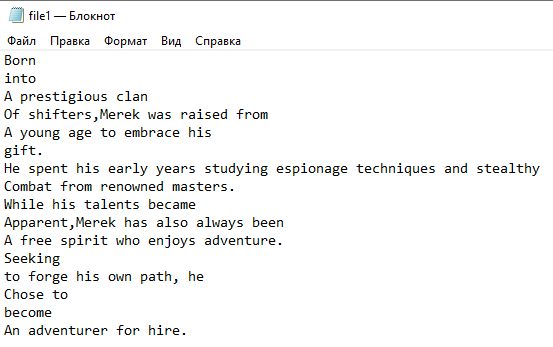 file1 — Блокнот
Файл Правка Формат Вид Справка
Born
into
A prestigious clan
Of shifters,Merek was raised from
A young age to embrace his
gift.
He spent his early years studying espionage techniques and stealthy
Combat from renowned masters.
While his talents became
Apparent,Merek has also always been
A free spirit who enjoys adventure.
Seeking
to forge his own path, he
Chose to
become
An adventurer for hire.